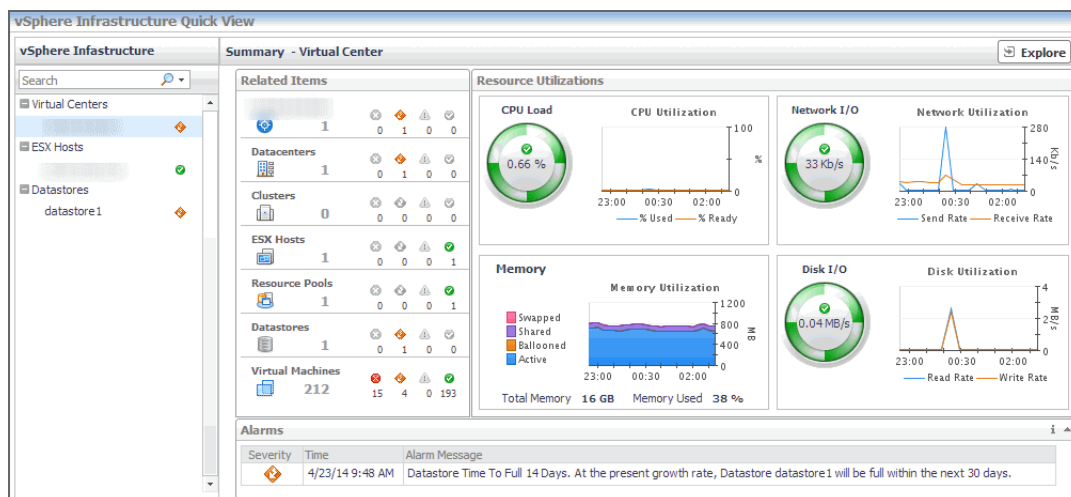 vSphere Infrastructure Quick View
vSphere Infastructure
Summary - Virtual Center
Explore
Search
Virtual Centers
ESX Hosts
Datastores
datastore1
Related Items
1
0 1 0 0
Datacenters
1
0 1 0 0
Clusters
0
0 0 0 0
ESX Hosts
1
0 0 0 1
Resource Pools
1
0 0 0 1
Datastores
1
0 1 0 0
Virtual Machines
212
15 4 0 193
Resource Utilizations
CPU Load
0.66 %
CPU Utilization
100
%
0
23:00 00:30 02:00
% Used % Ready
Network I/O
33 Kb/s
Network Utilization
280
140
Kb/s
0
23:00 00:30 02:00
Send Rate Receive Rate
Memory
Swapped
Shared
Ballooned
Active
Memory Utilization
1200
800
400
MB
0
23:00 00:30 02:00
Total Memory 16 GB Memory Used 38 %
Disk I/O
0.04 MB/s
Disk Utilization
4
2
MB/s
0
23:00 00:30 02:00
Read Rate Write Rate
Alarms
i
Severity Time Alarm Message
4/23/14 9:48 AM Datastore Time To Full 14 Days. At the present growth rate, Datastore datastore1 will be full within the next 30 days.